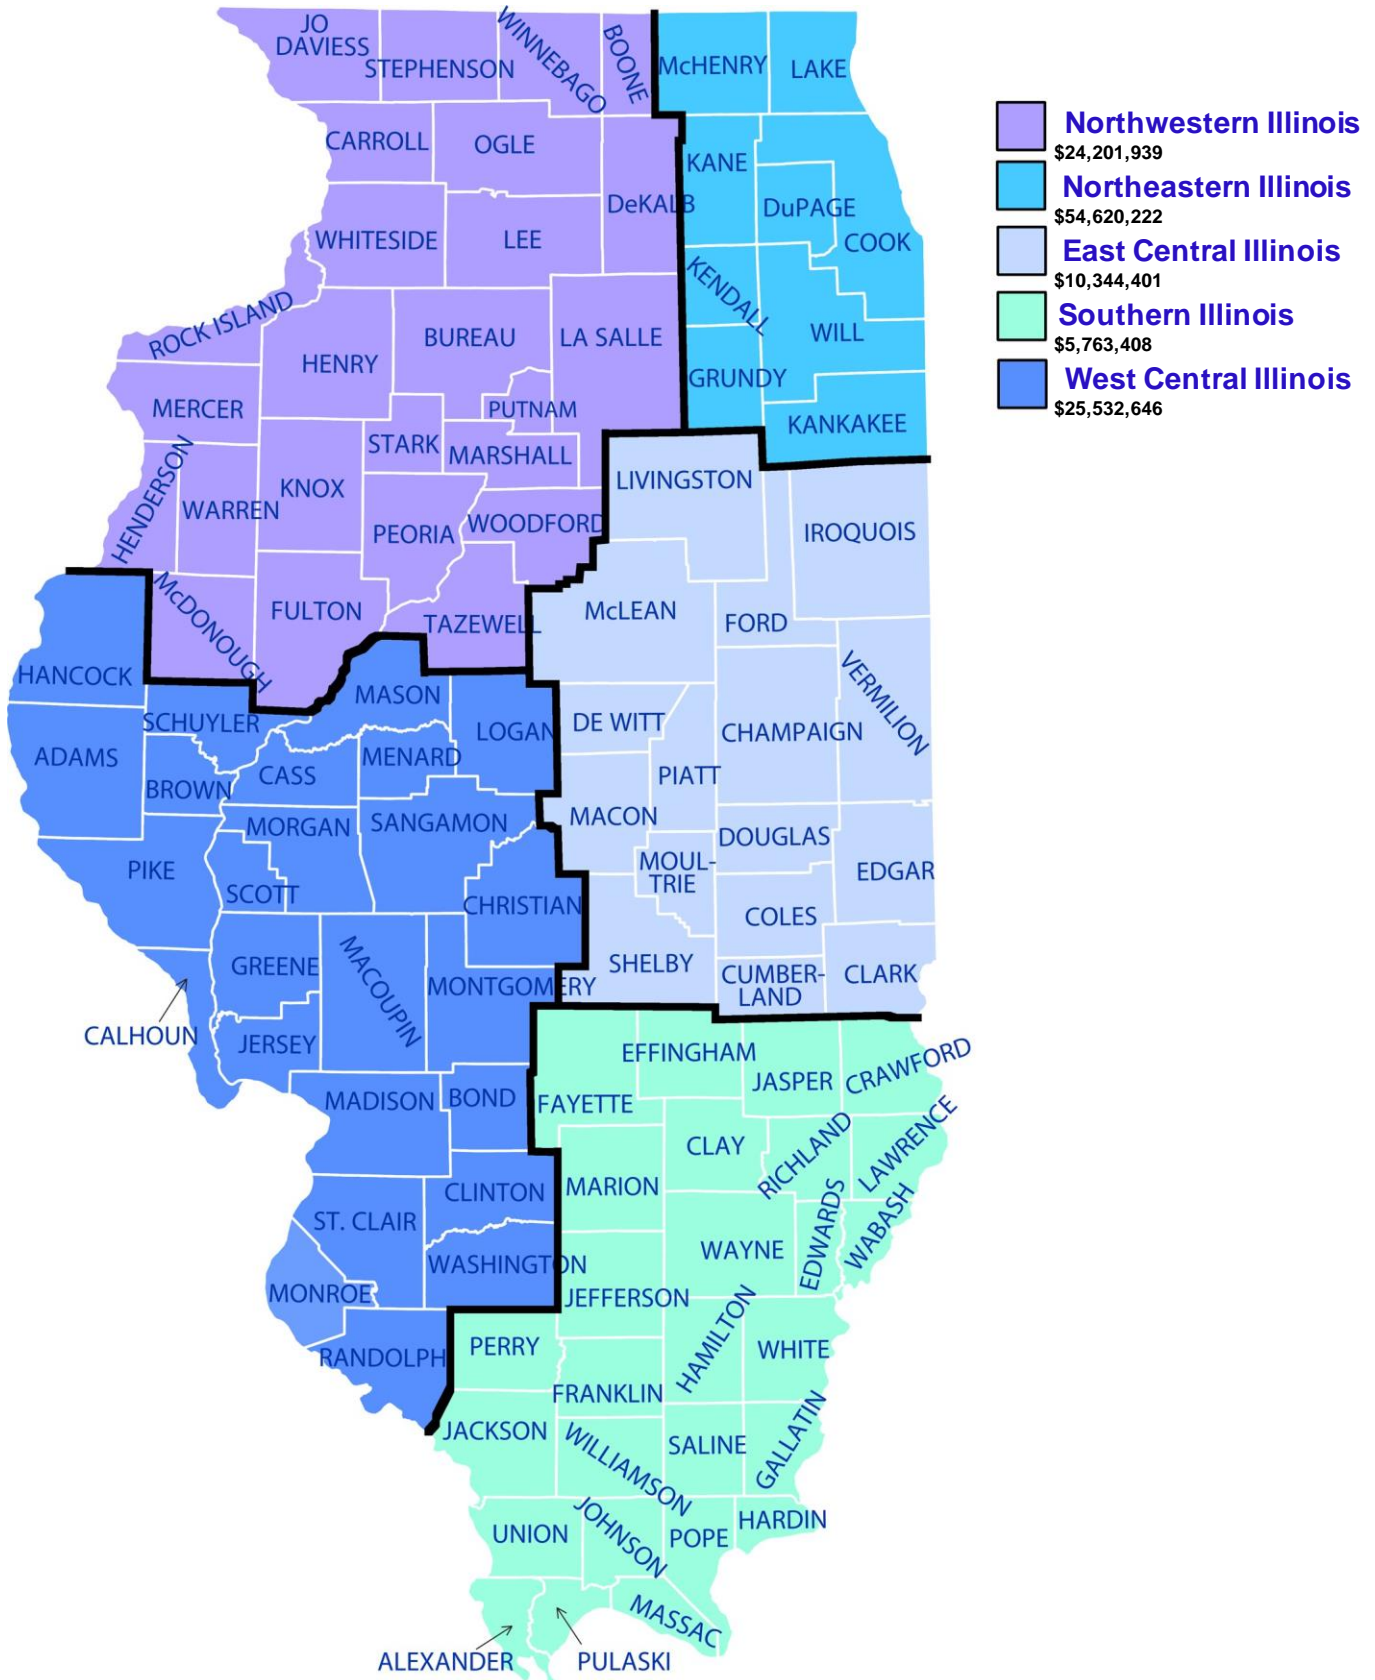 JO
DAVIESS
STEPHENSON
WINNEBAGO
BOONE
McHENRY
LAKE
CARROLL
OGLE
DeKALB
KANE
DuPAGE
COOK
WHITESIDE
LEE
KENDALL
ROCK ISLAND
HENRY
BUREAU
LA SALLE
WILL
GRUNDY
MERCER
PUTNAM
KANKAKEE
STARK
MARSHALL
HENDERSON
WARREN
KNOX
PEORIA
WOODFORD
LIVINGSTON
IROQUOIS
McDONOUGH
FULTON
TAZEWELL
McLEAN
FORD
HANCOCK
SCHUYLER
MASON
LOGAN
DE WITT
CHAMPAIGN
VERMILION
ADAMS
BROWN
CASS
MENARD
PIATT
MACON
MORGAN
SANGAMON
DOUGLAS
PIKE
SCOTT
CHRISTIAN
MOUL-
TRIE
EDGAR
COLES
GREENE
MACOUPIN
MONTGOMERY
SHELBY
CUMBER-
LAND
CLARK
CALHOUN
JERSEY
EFFINGHAM
JASPER
CRAWFORD
MADISON
BOND
FAYETTE
CLAY
RICHLAND
LAWRENCE
MARION
CLINTON
ST. CLAIR
WAYNE
EDWARDS
WABASH
WASHINGTON
MONROE
JEFFERSON
HAMILTON
WHITE
RANDOLPH
PERRY
FRANKLIN
JACKSON
WILLIAMSON
SALINE
GALLATIN
UNION
JOHNSON
POPE
HARDIN
ALEXANDER
PULASKI
MASSAC
Northwestern Illinois
$24,201,939
Northeastern Illinois
$54,620,222
East Central Illinois
$10,344,401
Southern Illinois
$5,763,408
West Central Illinois
$25,532,646